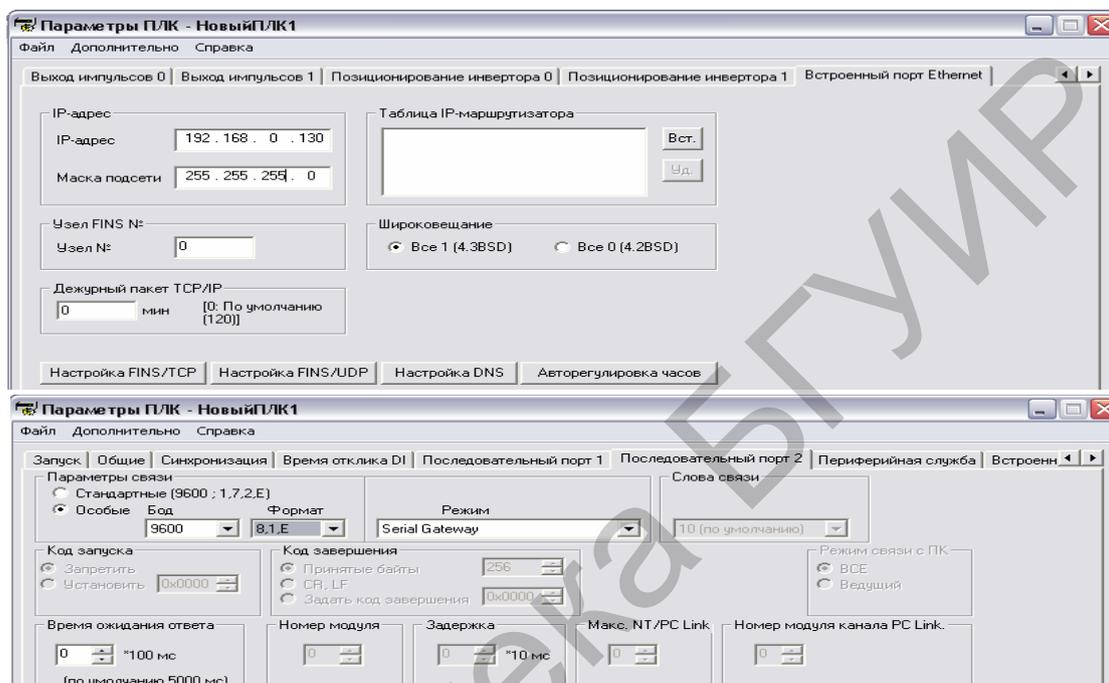 Параметры ПЛК - НовыйПЛК1
Файл Дополнительно Справка
Выход импульсов 0 Выход импульсов 1 Позиционирование инвертора 0 Позиционирование инвертора 1 Встроенный порт Ethernet
IP-адрес Таблица IP-маршрутизатора
IP-адрес 192 . 168 . 0 . 130 Вст.
Маска подсети 255 . 255 . 255 . 0 Уд.
Узел FINS № Широковещание
Узел № 0 Все 1 (4.3BSD) Все 0 (4.2BSD)
Дежурный пакет TCP/IP
0 мин [0: По умолчанию
(120)]
Настройка FINS/TCP Настройка FINS/UDP Настройка DNS Авторегулировка часов
Параметры ПЛК - НовыйПЛК1
Файл Дополнительно Справка
Запуск Общие Синхронизация Время отклика DI Последовательный порт 1 Последовательный порт 2 Периферийная служба Встроенн
Параметры связи Слова связи
Стандартные (9600 ; 1,7,2,E)
Особые Бод Формат Режим
9600 8,1,E Serial Gateway 10 (по умолчанию)
Код запуска Код завершения Режим связи с ПК
Запретить Принятые байты 256 ВСЕ
Установить 0x0000 CR, LF Ведущий
Задать код завершения 0x0000
Время ожидания ответа Номер модуля Задержка Макс. NT/PC Link Номер модуля канала PC Link.
0 *100 мс 0 0 *10 мс 0 0
(по умолчанию 5000 мс)
ека БГУИР